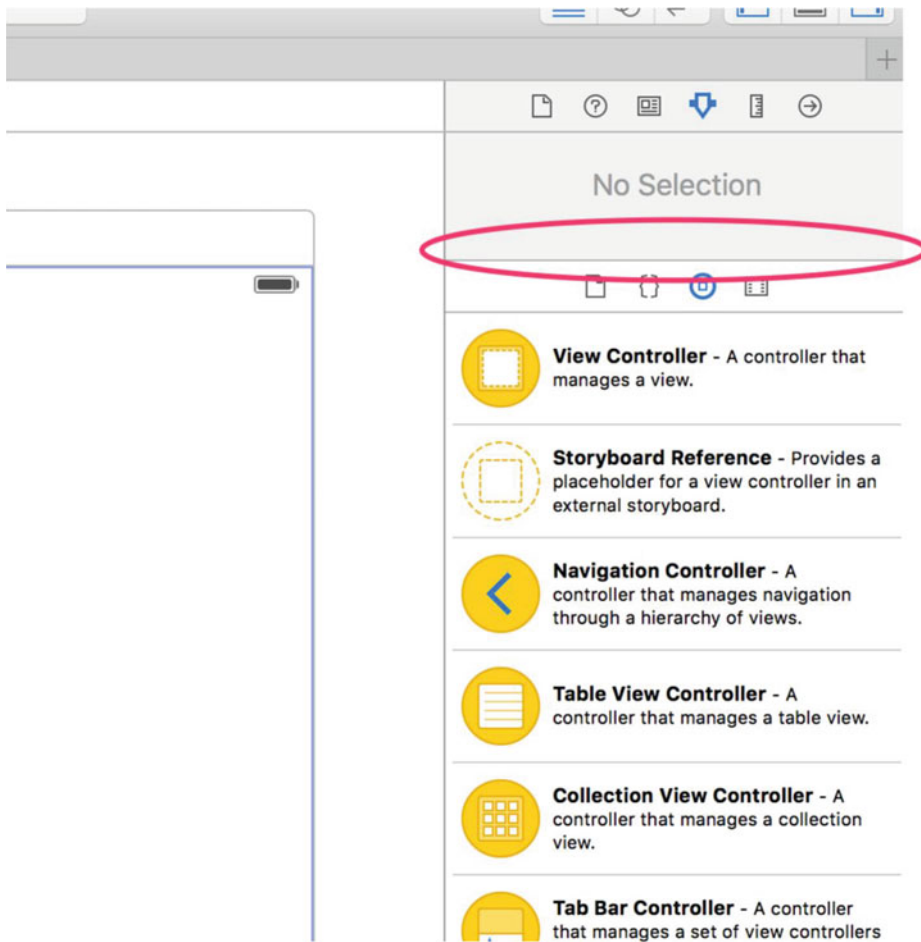 No Selection
View Controller - A controller that
manages a view.
Storyboard Reference - Provides a
placeholder for a view controller in an
external storyboard.
Navigation Controller - A
controller that manages navigation
through a hierarchy of views.
Table View Controller - A
controller that manages a table view.
Collection View Controller - A
controller that manages a collection
view.
Tab Bar Controller - A controller
that manages a set of view controllers